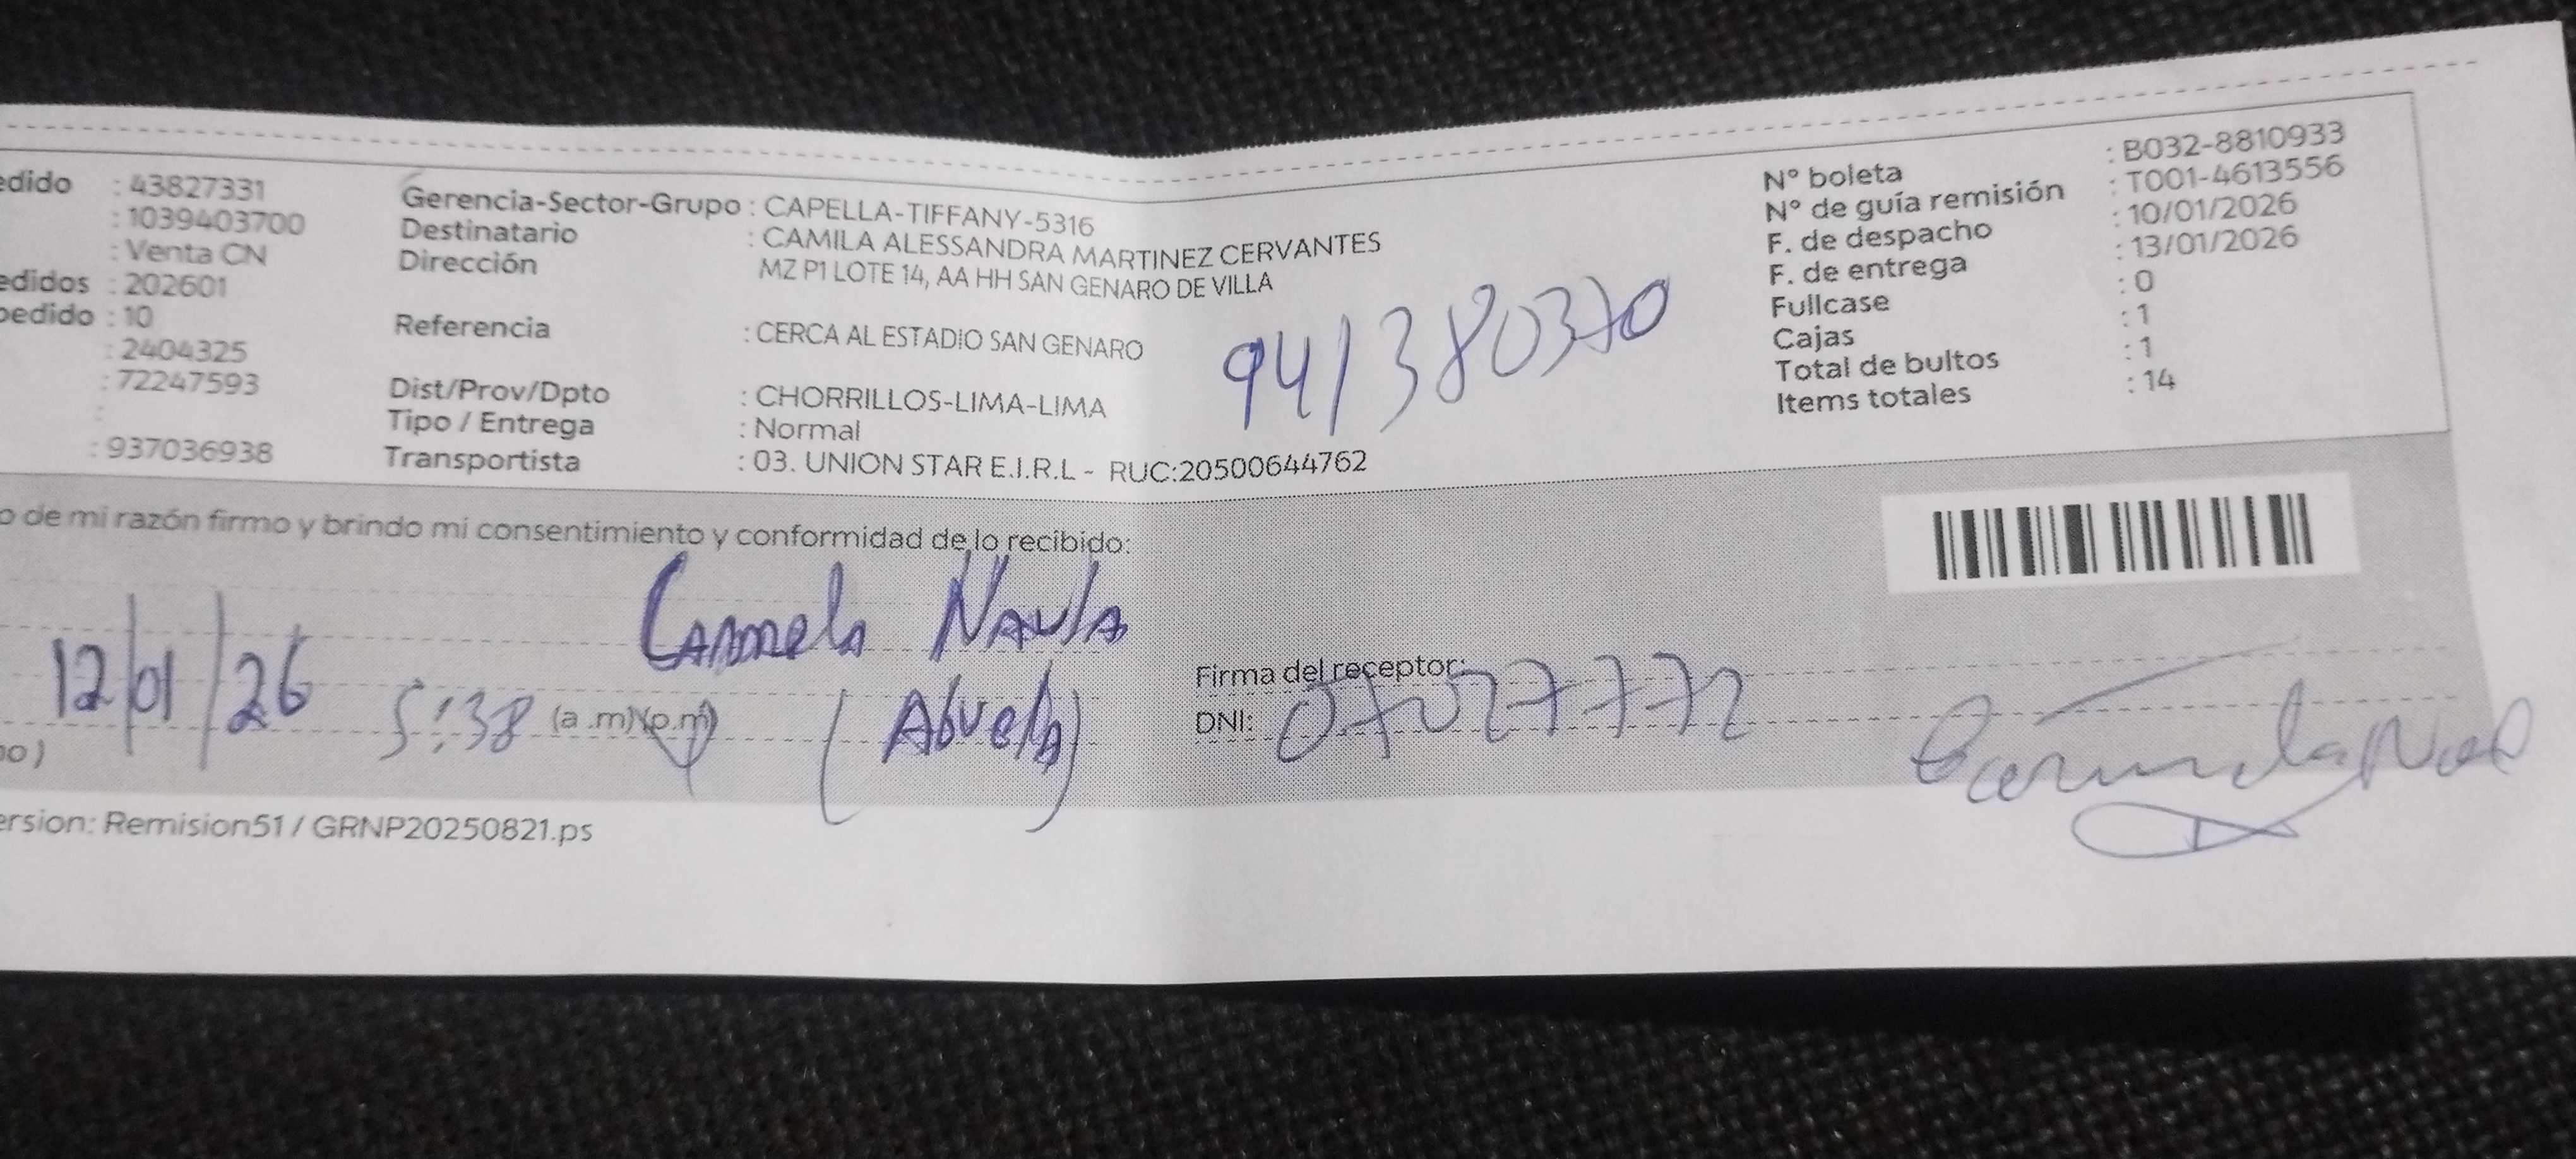 edido : 43827331
: 1039403700
: Venta CN
edidos : 202601
pedido : 10
: 2404325
: 72247593
:
: 937036938
Gerencia-Sector-Grupo : CAPELLA-TIFFANY-5316
Destinatario : CAMILA ALESSANDRA MARTINEZ CERVANTES
Dirección MZ P1 LOTE 14, AA HH SAN GENARO DE VILLA
Referencia : CERCA AL ESTADIO SAN GENARO
941380370
Dist/Prov/Dpto : CHORRILLOS-LIMA-LIMA
Tipo / Entrega : Normal
Transportista : 03. UNION STAR E.I.R.L - RUC:20500644762
N° boleta : B032-8810933
N° de guía remisión : T001-4613556
F. de despacho : 10/01/2026
F. de entrega : 13/01/2026
Fullcase : 0
Cajas : 1
Total de bultos : 1
Items totales : 14
o de mi razón firmo y brindo mi consentimiento y conformidad de lo recibido:
Carmela Naula
12/01/26 5:38 (a .m)(p.m) (Abuela)
Firma del receptor:
DNI:
no)
ersion: Remision51 / GRNP20250821.ps